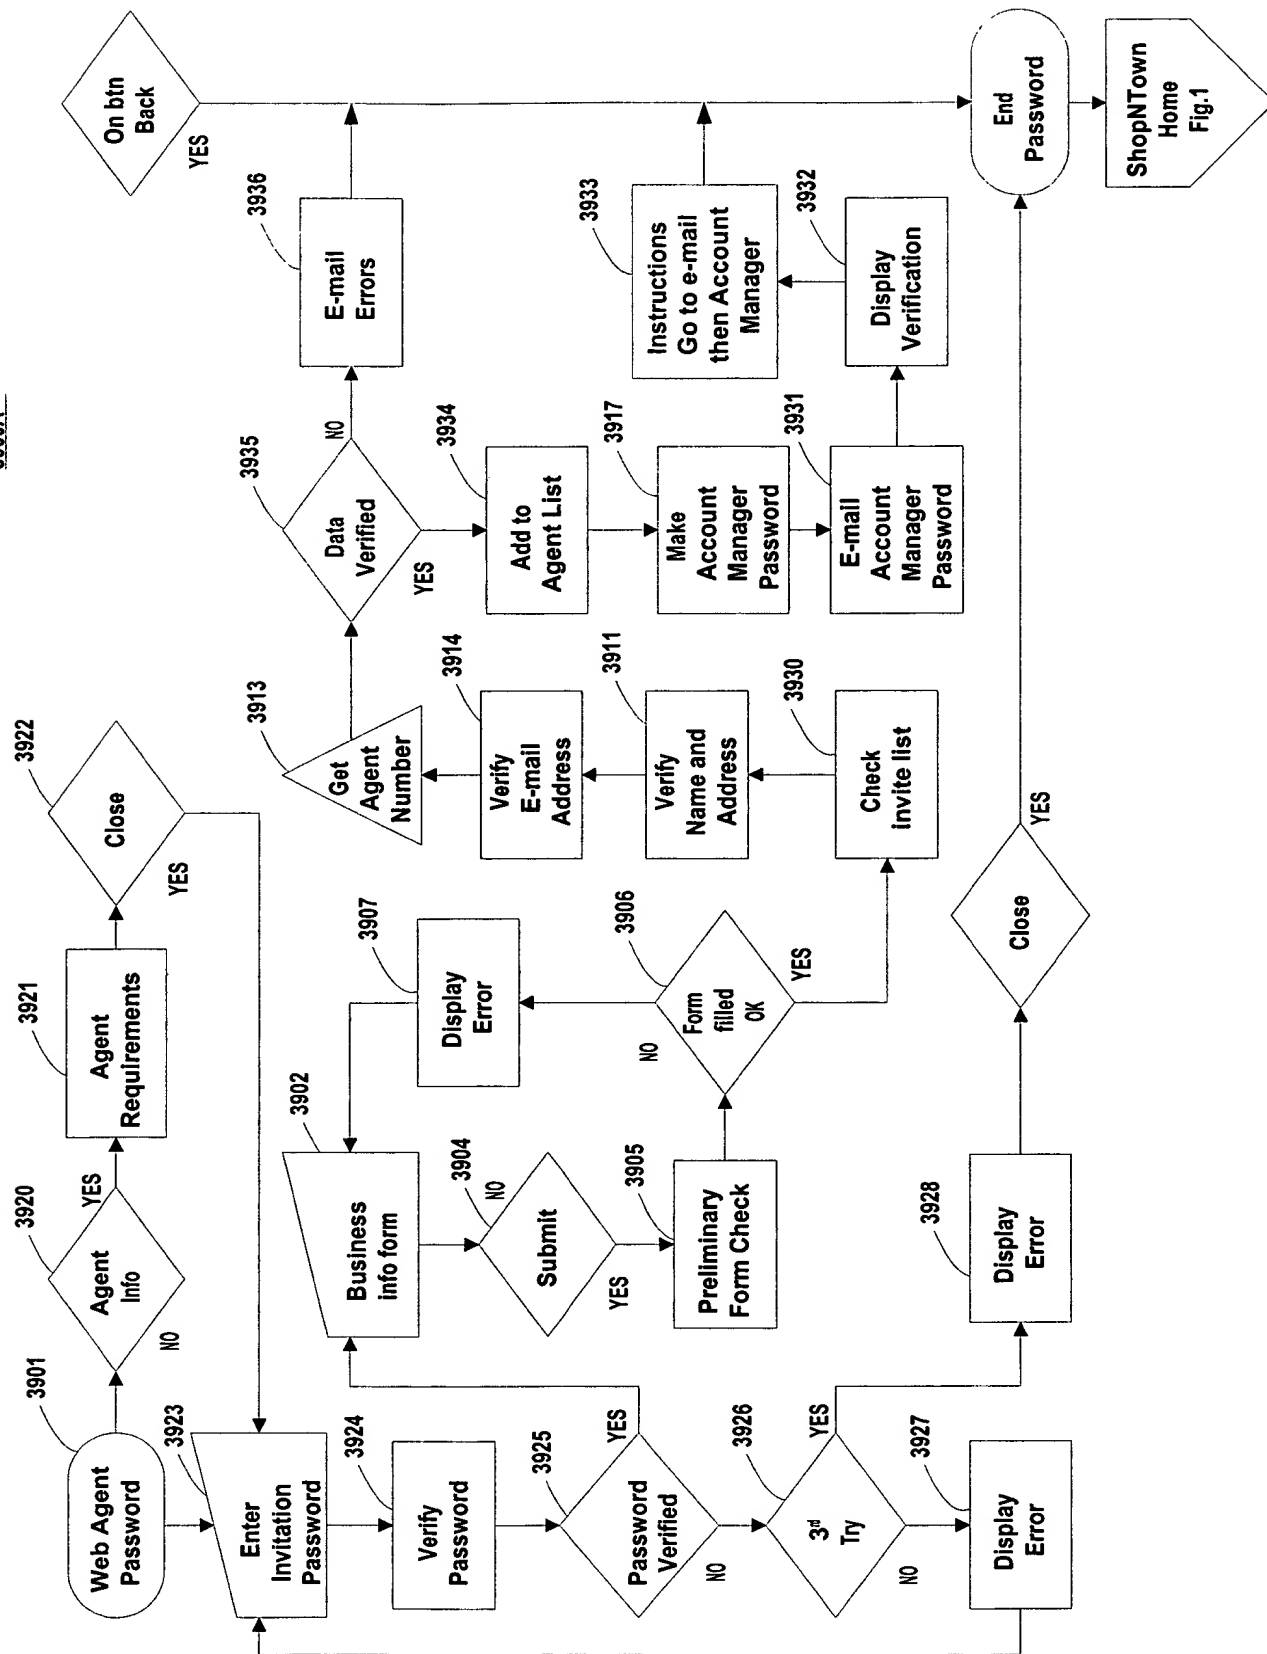 3901
Web Agent
Password
3920
Agent
Info
YES
NO
3921
Agent
Requirements
3922
Close
YES
On btn
Back
YES
3923
Enter
Invitation
Password
3924
Verify
Password
3925
Password
Verified
YES
NO
3926
3d
Try
YES
NO
3927
Display
Error
3902
Business
info form
3904
Submit
NO
YES
3905
Preliminary
Form Check
3907
Display
Error
3906
Form
filled
OK
NO
YES
3928
Display
Error
Close
YES
3913
Get
Agent
Number
3914
Verify
E-mail
Address
3911
Verify
Name and
Address
3930
Check
invite list
3935
Data
Verified
NO
YES
3934
Add to
Agent List
3917
Make
Account
Manager
Password
3931
E-mail
Account
Manager
Password
3936
E-mail
Errors
3933
Instructions
Go to e-mail
then Account
Manager
3932
Display
Verification
End
Password
ShopNTown
Home
Fig.1